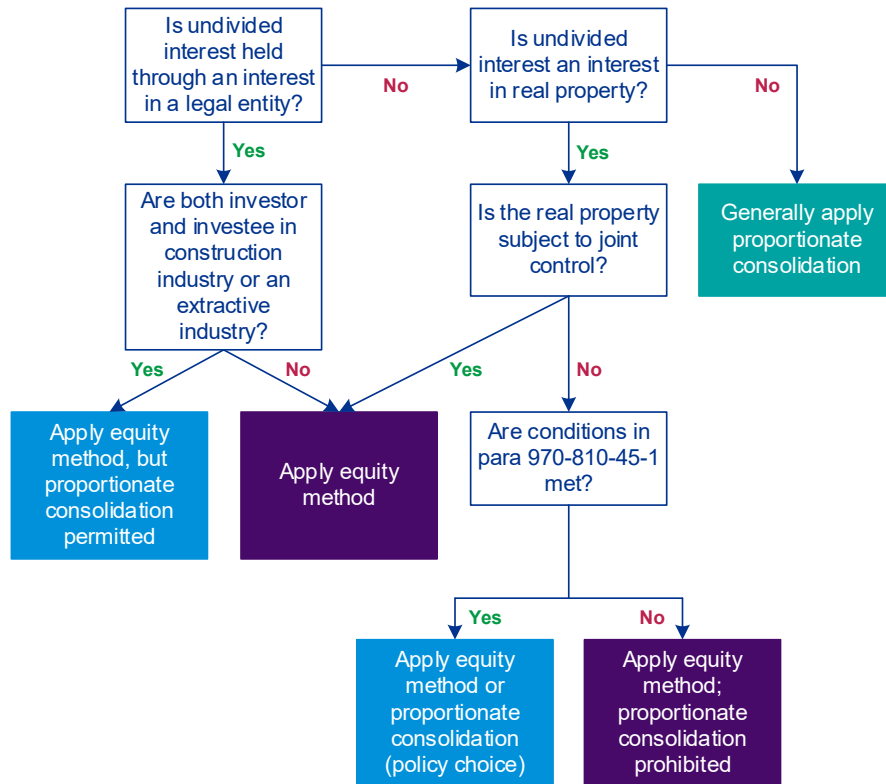 Is undivided
interest held
through an interest
in a legal entity?
No
Is undivided
interest an interest
in real property?
No
Yes
Yes
Are both investor
and investee in
construction
industry or an
extractive
industry?
Is the real property
subject to joint
control?
Generally apply
proportionate
consolidation
Yes
No
Yes
No
Apply equity
method, but
proportionate
consolidation
permitted
Apply equity
method
Are conditions in
para 970-810-45-1
met?
Yes
No
Apply equity
method or
proportionate
consolidation
(policy choice)
Apply equity
method;
proportionate
consolidation
prohibited